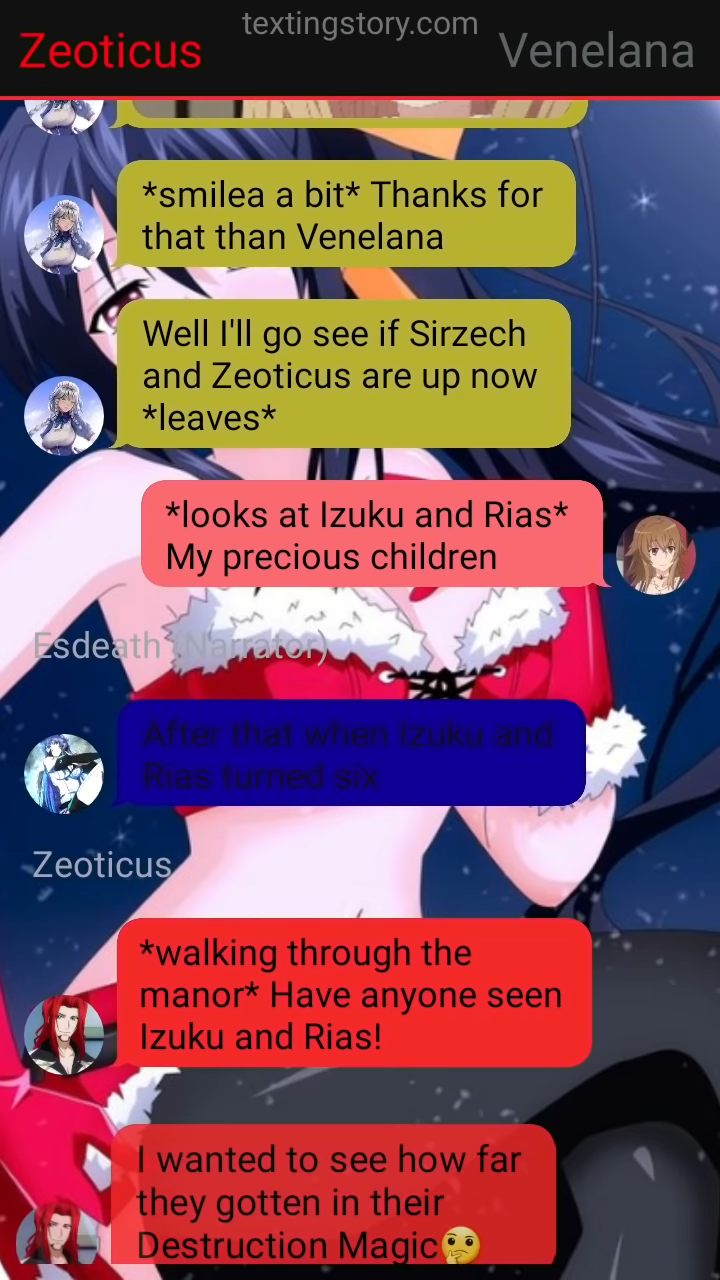 textingstory.com
Zeoticus
Venelana
*smilea a bit* Thanks for
that than Venelana
Well I'll go see if Sirzech
and Zeoticus are up now
*leaves*
*looks at Izuku and Rias*
My precious children
Esdeath (Narrator)
After that when Izuku and
Rias turned six
Zeoticus
*walking through the
manor* Have anyone seen
Izuku and Rias!
I wanted to see how far
they gotten in their
Destruction Magic🤔